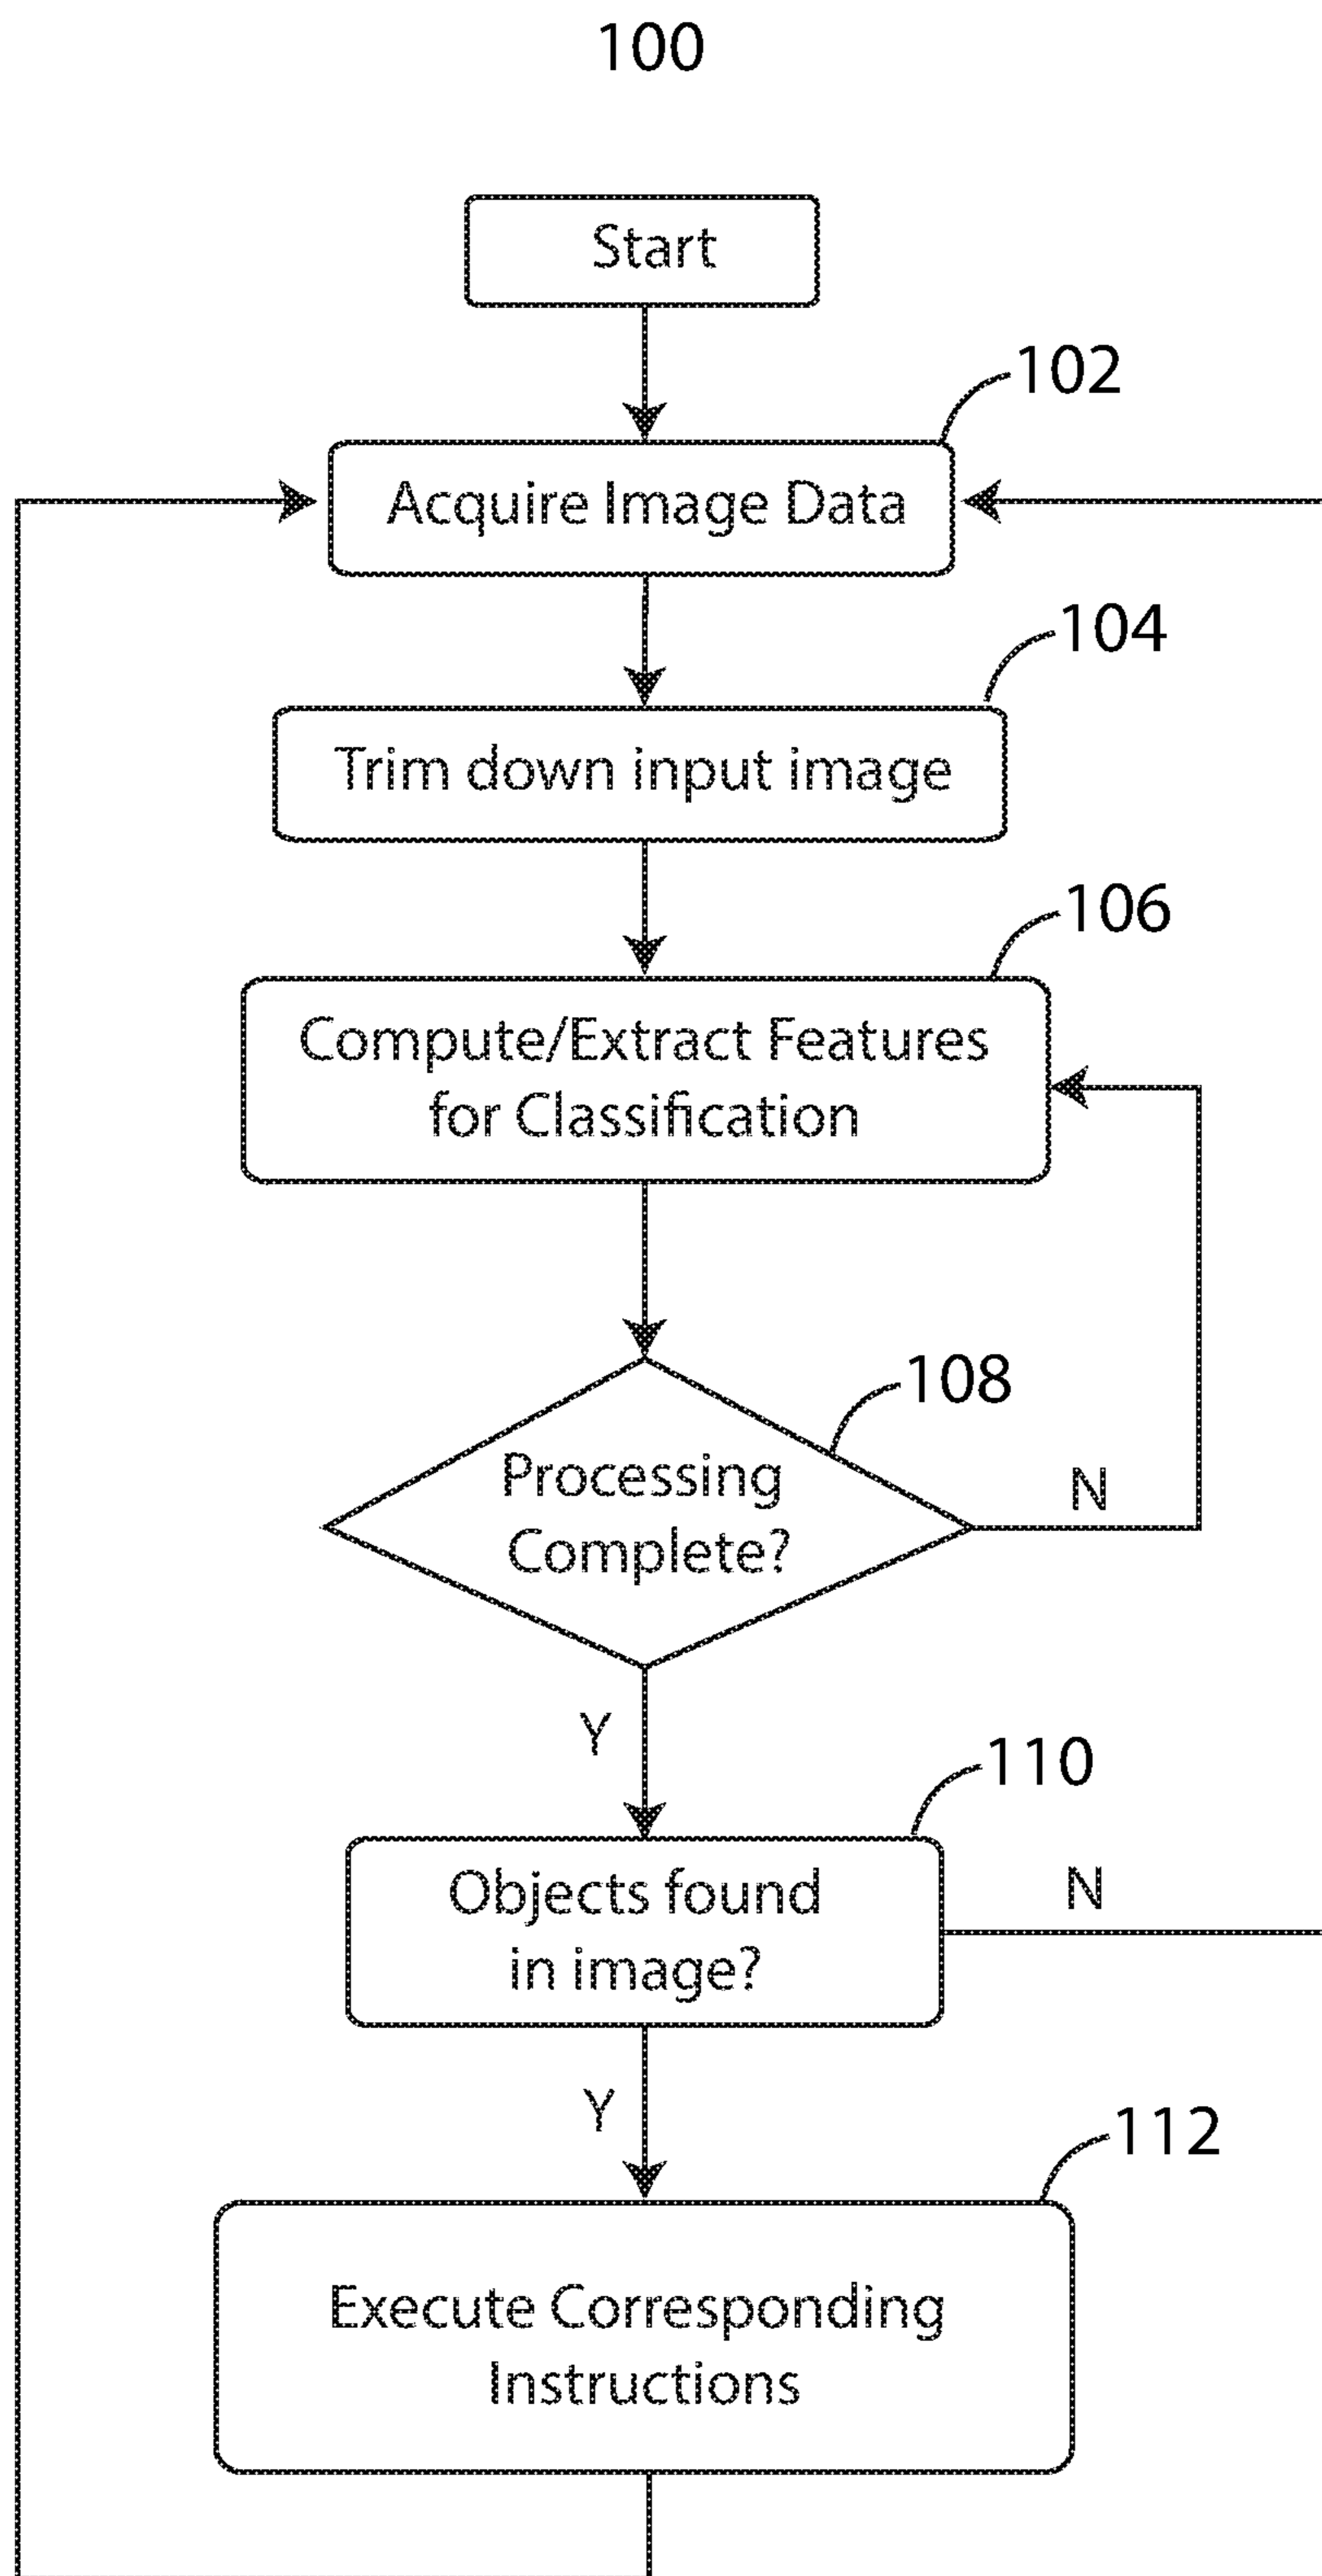 100
Start
102
Acquire Image Data
104
Trim down input image
106
Compute/Extract Features
for Classification
108
Processing
Complete?
N
Y
110
Objects found
in image?
N
Y
112
Execute Corresponding
Instructions